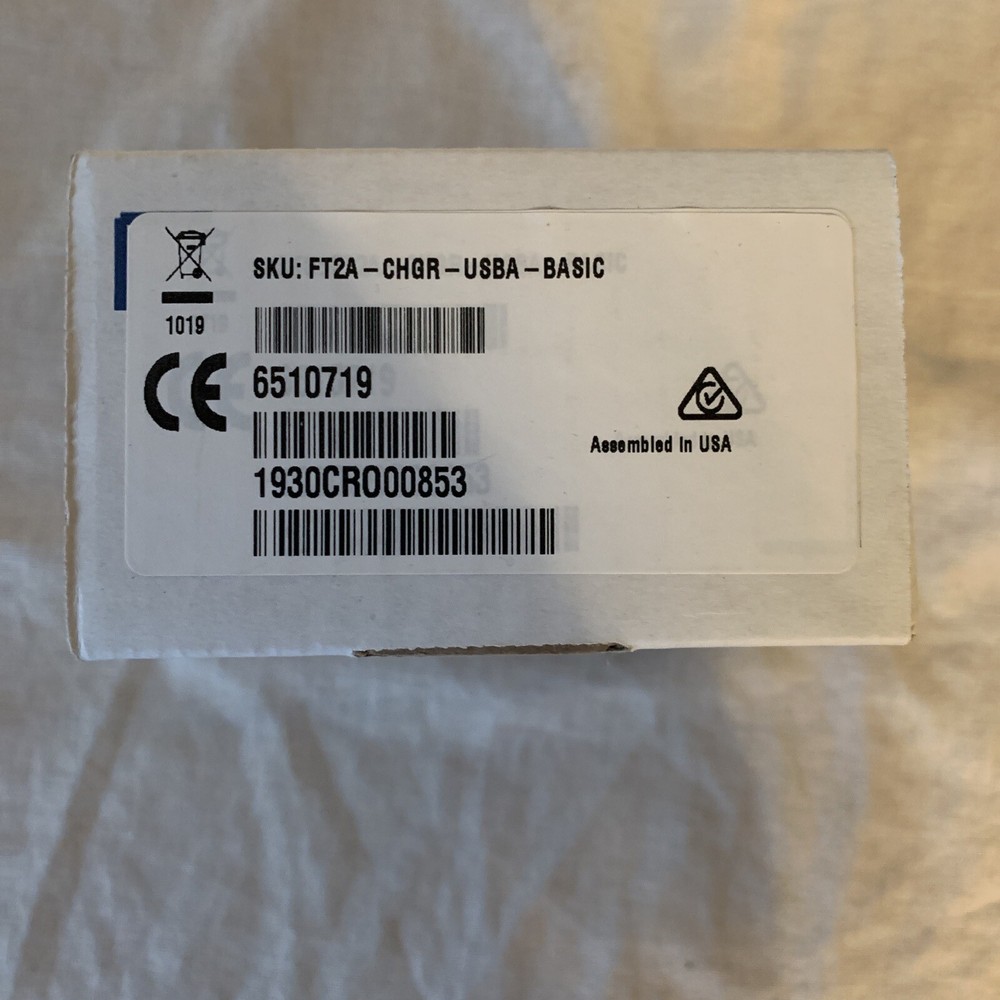 SKU: FT2A-CHGR-USBA-BASIC
1019
CE
6510719
Assembled in USA
1930CRO00853